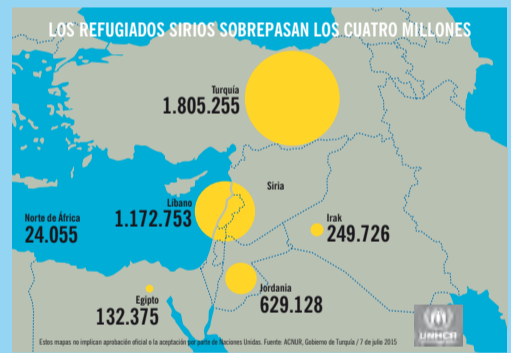 LOS REFUGIADOS SIRIOS SOBREPASAN LOS CUATRO MILLONES
Turquía
1.805.255
Líbano
1.172.753
Siria
Norte de África
24.055
Irak
249.726
Jordania
629.128
Egipto
132.375
UNHCR
Estos mapas no implican aprobación oficial o la aceptación por parte de Naciones Unidas. Fuente: ACNUR, Gobierno de Turquía / 7 de julio 2015